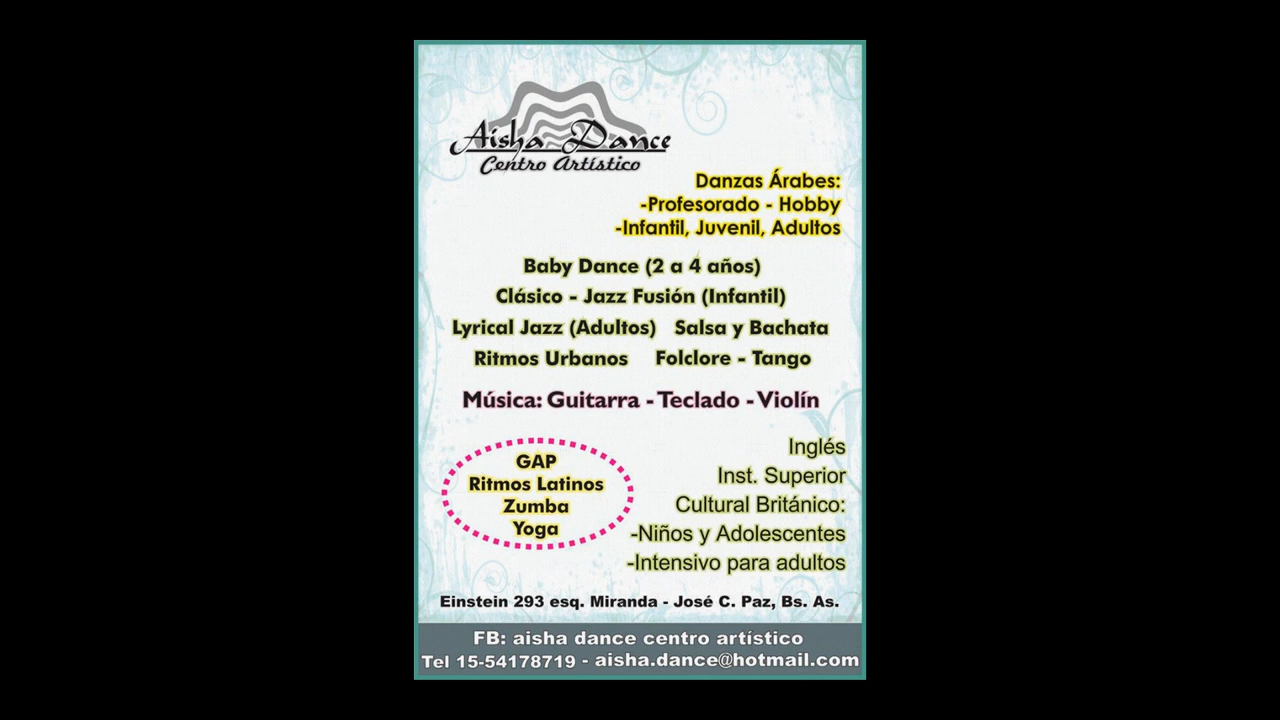 Aisha Dance
Centro Artístico
Danzas Árabes:
-Profesorado - Hobby
-Infantil, Juvenil, Adultos
Baby Dance (2 a 4 años)
Clásico - Jazz Fusión (Infantil)
Lyrical Jazz (Adultos) Salsa y Bachata
Ritmos Urbanos Folclore - Tango
Música: Guitarra - Teclado - Violín
GAP
Ritmos Latinos
Zumba
Yoga
Inglés
Inst. Superior
Cultural Británico:
-Niños y Adolescentes
-Intensivo para adultos
Einstein 293 esq. Miranda - José C. Paz, Bs. As.
FB: aisha dance centro artístico
Tel 15-54178719 - aisha.dance@hotmail.com